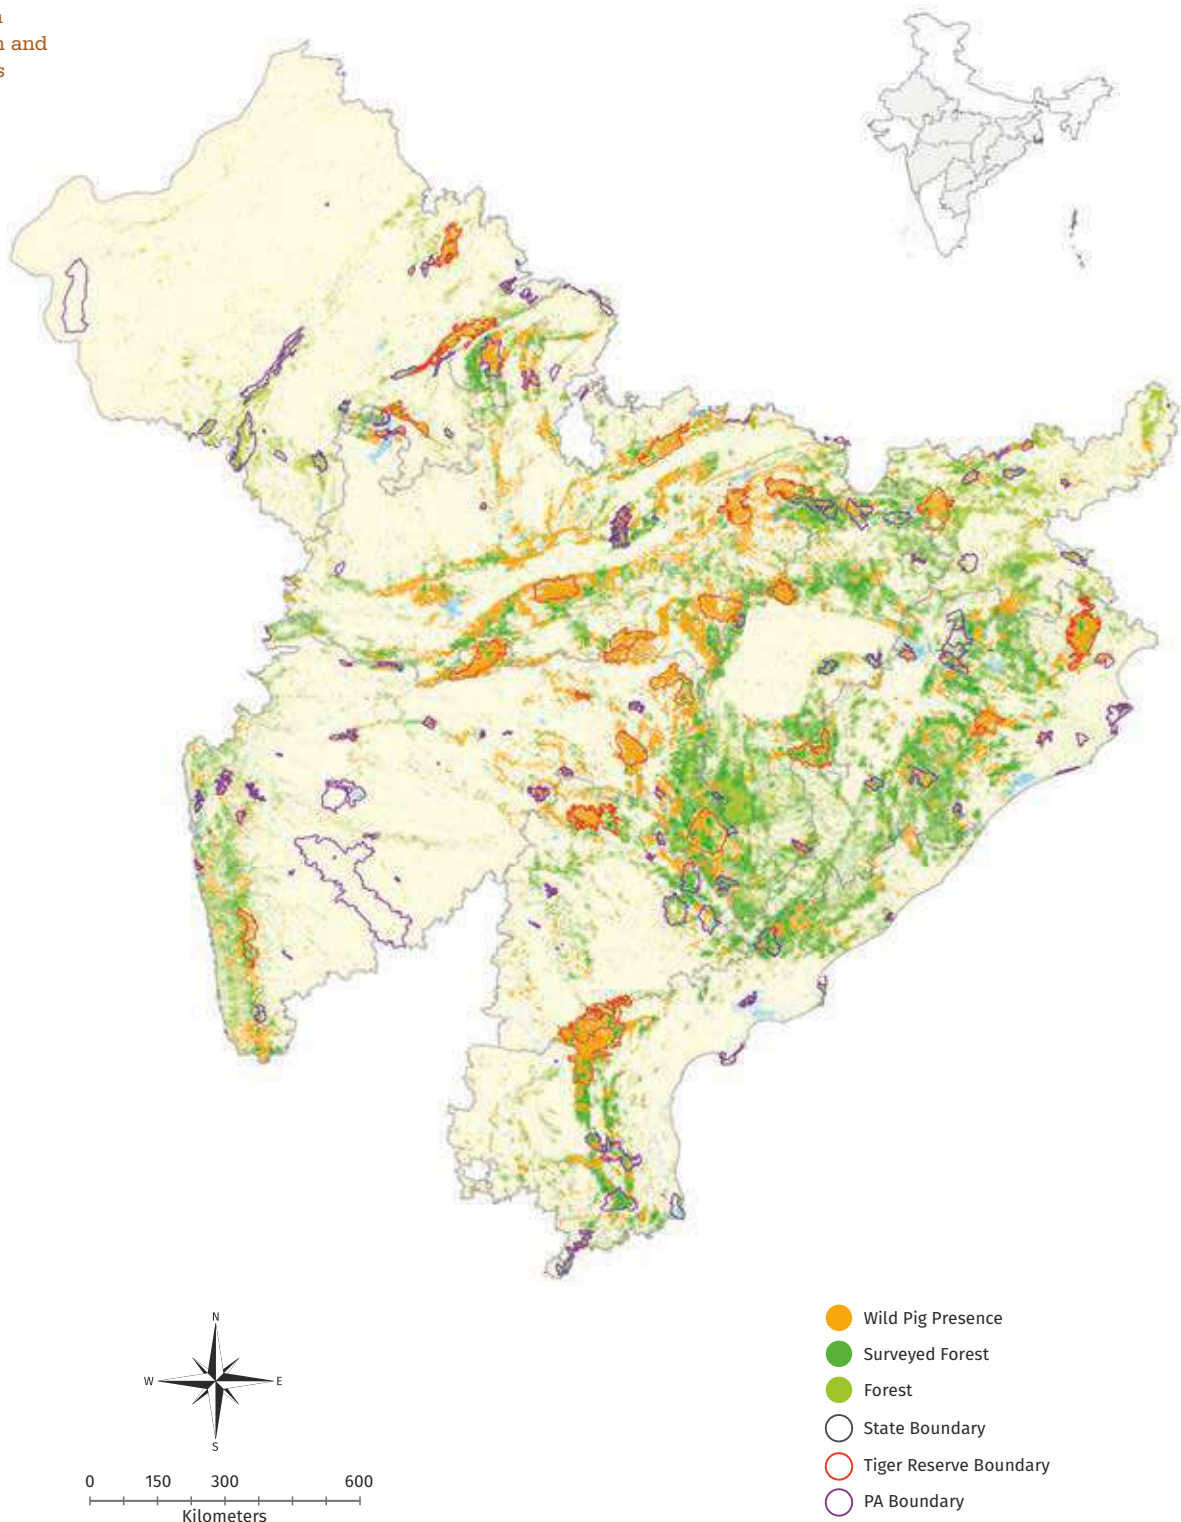 and
N
W
E
S
0 150 300 600
Kilometers
Wild Pig Presence
Surveyed Forest
Forest
State Boundary
Tiger Reserve Boundary
PA Boundary